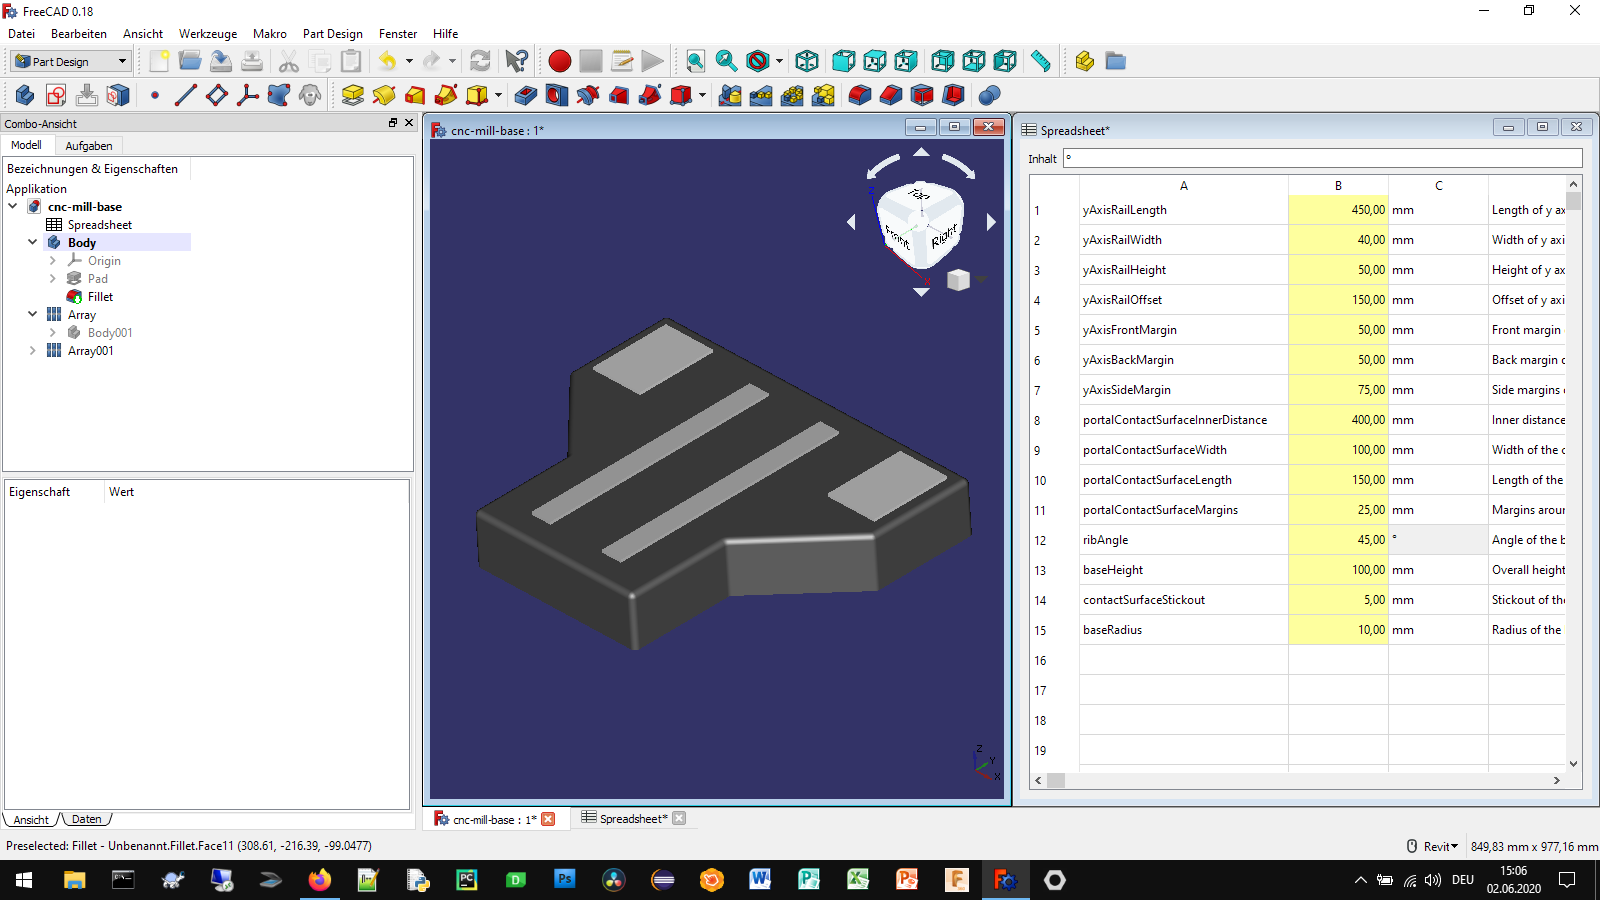 FreeCAD 0.18
Datei Bearbeiten Ansicht Werkzeuge Makro Part Design Fenster Hilfe
Part Design
Combo-Ansicht
Modell Aufgaben
Bezeichnungen & Eigenschaften
Applikation
cnc-mill-base
Spreadsheet
Body
Origin
Pad
Fillet
Array
Body001
Array001
Eigenschaft Wert
Ansicht Daten
cnc-mill-base : 1*
Top
Front
Right
Z
X
Z
Y
X
Spreadsheet*
Inhalt °
A B C
1 yAxisRailLength 450,00 mm Length of y ax
2 yAxisRailWidth 40,00 mm Width of y axi
3 yAxisRailHeight 50,00 mm Height of y ax
4 yAxisRailOffset 150,00 mm Offset of y axi
5 yAxisFrontMargin 50,00 mm Front margin
6 yAxisBackMargin 50,00 mm Back margin o
7 yAxisSideMargin 75,00 mm Side margins
8 portalContactSurfaceInnerDistance 400,00 mm Inner distance
9 portalContactSurfaceWidth 100,00 mm Width of the c
10 portalContactSurfaceLength 150,00 mm Length of the
11 portalContactSurfaceMargins 25,00 mm Margins arour
12 ribAngle 45,00 ° Angle of the b
13 baseHeight 100,00 mm Overall height
14 contactSurfaceStickout 5,00 mm Stickout of the
15 baseRadius 10,00 mm Radius of the
16
17
18
19
cnc-mill-base : 1* Spreadsheet*
Preselected: Fillet - Unbenannt.Fillet.Face11 (308.61, -216.39, -99.0477)
Revit 849,83 mm x 977,16 mm
DEU
15:06
02.06.2020